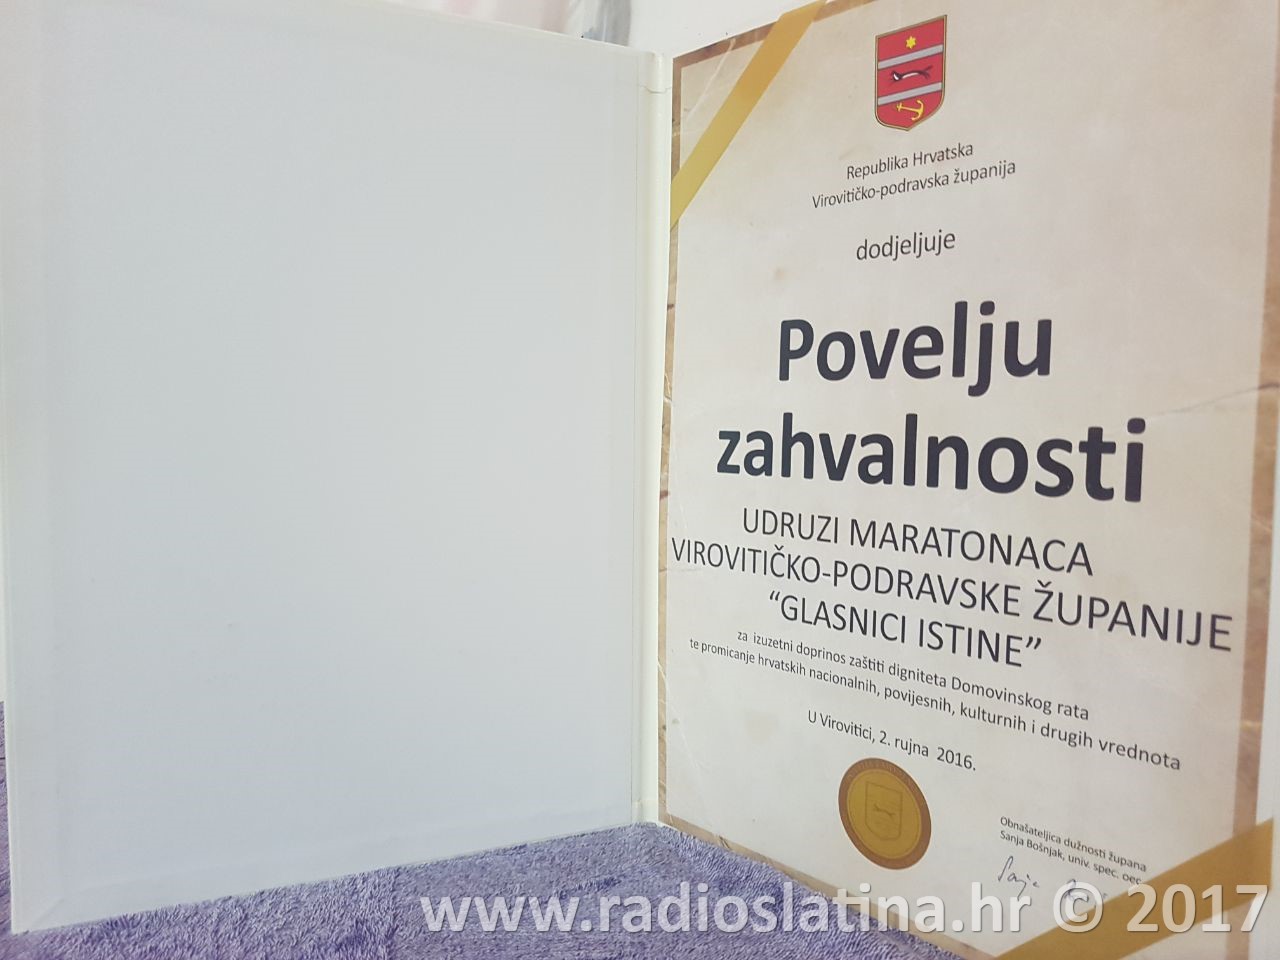 Republika Hrvatska
Virovitičko-podravska županija
dodjeljuje
Povelju
zahvalnosti
UDRUZI MARATONACA
VIROVITIČKO-PODRAVSKE ŽUPANIJE
“GLASNICI ISTINE”
za izuzetni doprinos zaštiti digniteta Domovinskog rata
te promicanje hrvatskih nacionalnih, povijesnih, kulturnih i drugih vrednota
U Virovitici, 2. rujna 2016.
Obnašateljica dužnosti župana
Sanja Bošnjak, univ. spec. oec.
www.radioslatina.hr © 2017